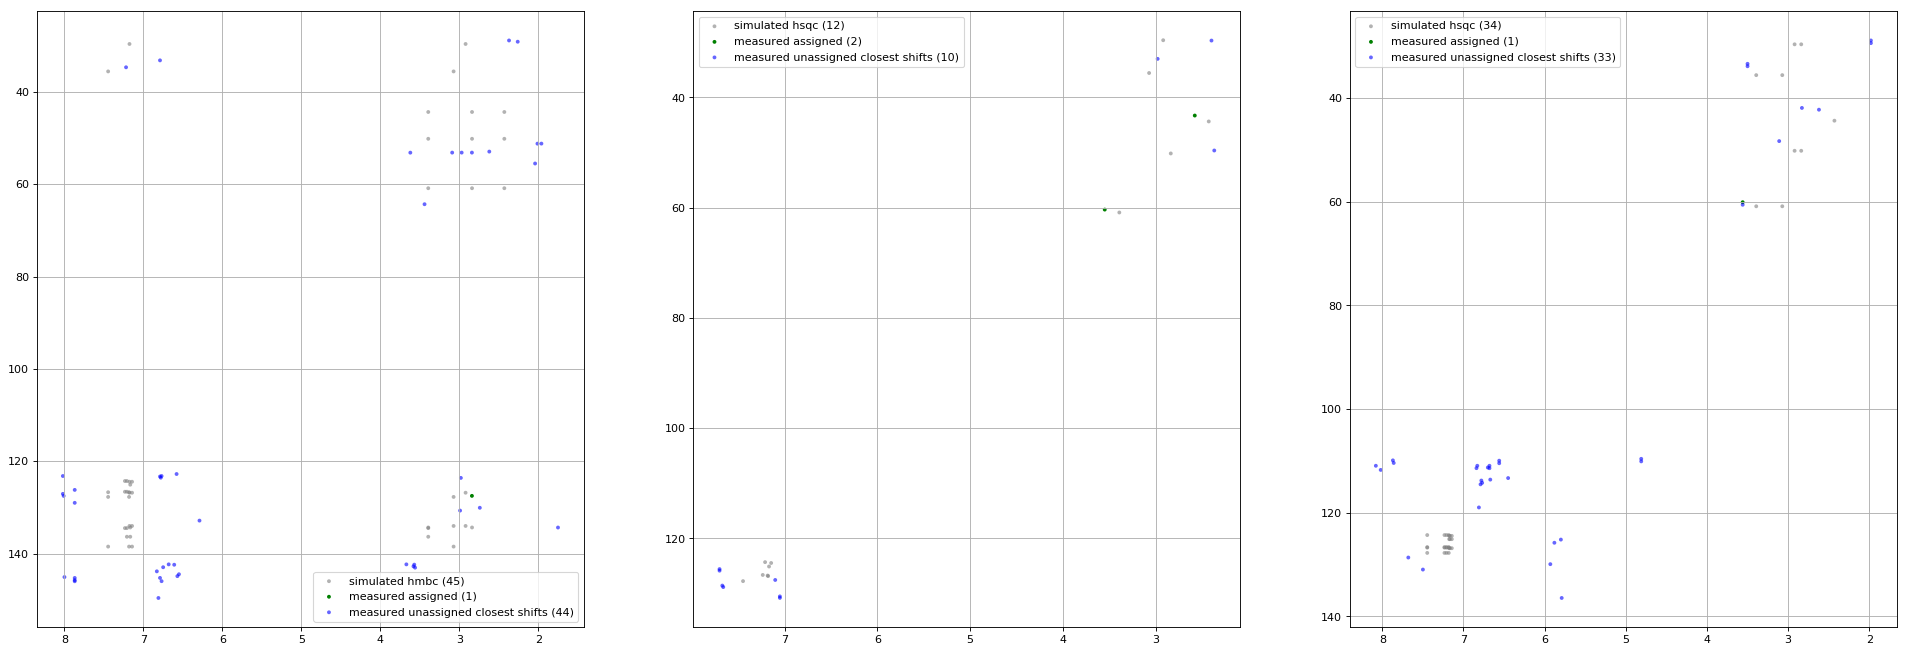 simulated hmbc (45)
measured assigned (1)
measured unassigned closest shifts (44)
40
60
80
100
120
140
8 7 6 5 4 3 2
simulated hsqc (12)
measured assigned (2)
measured unassigned closest shifts (10)
40
60
80
100
120
7 6 5 4 3
simulated hsqc (34)
measured assigned (1)
measured unassigned closest shifts (33)
40
60
80
100
120
140
8 7 6 5 4 3 2